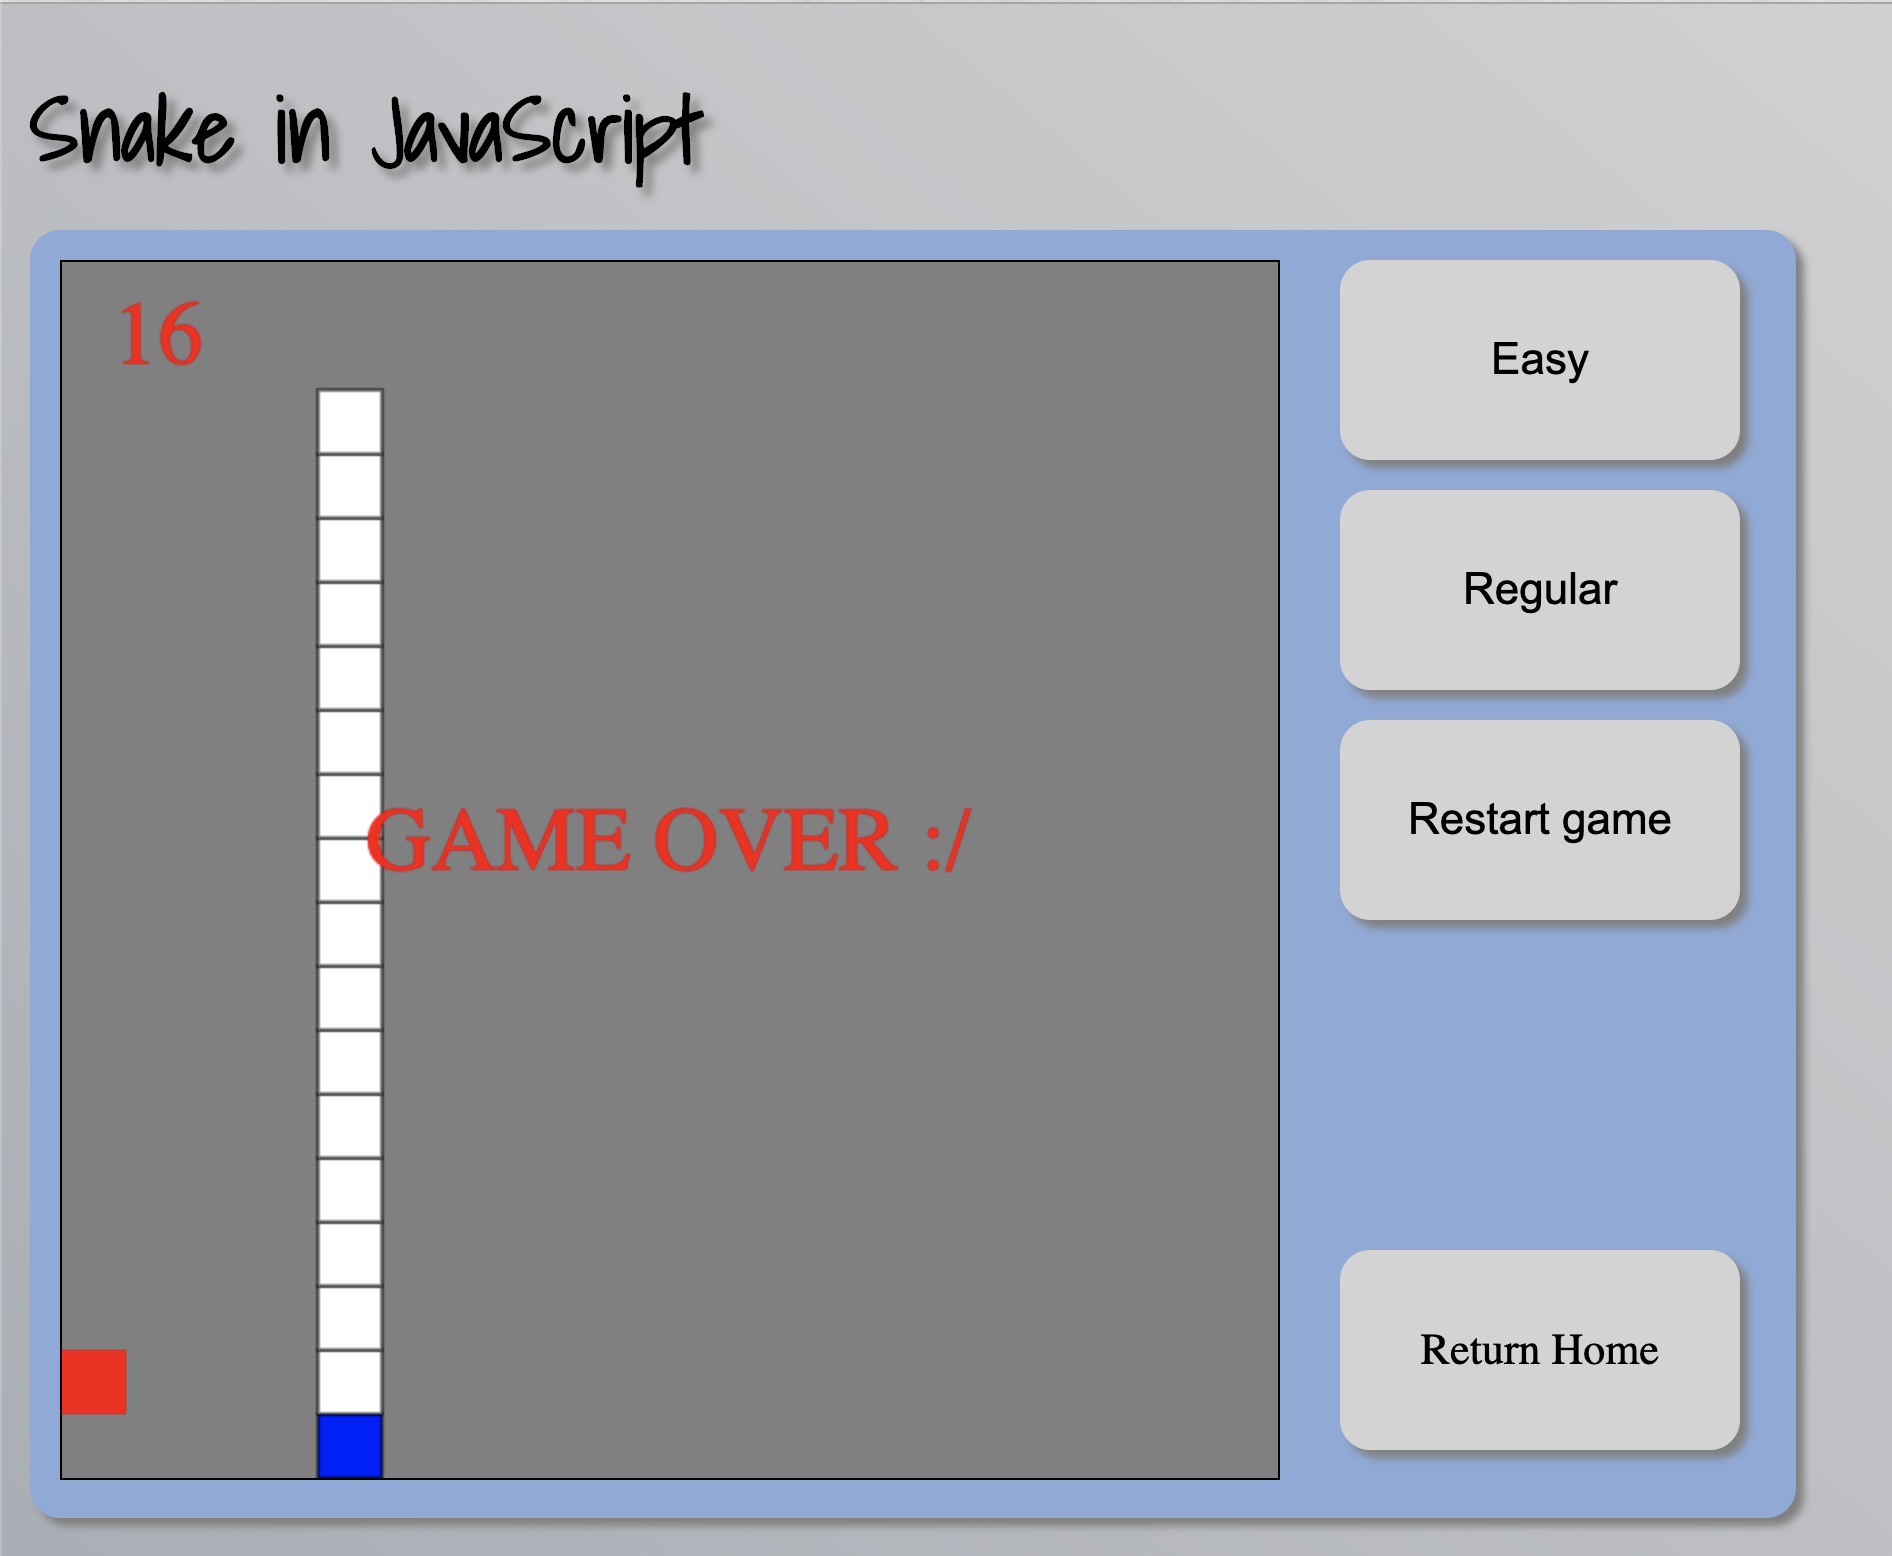 Snake in JavaScript
16
Easy
Regular
GAME OVER :/
Restart game
Return Home